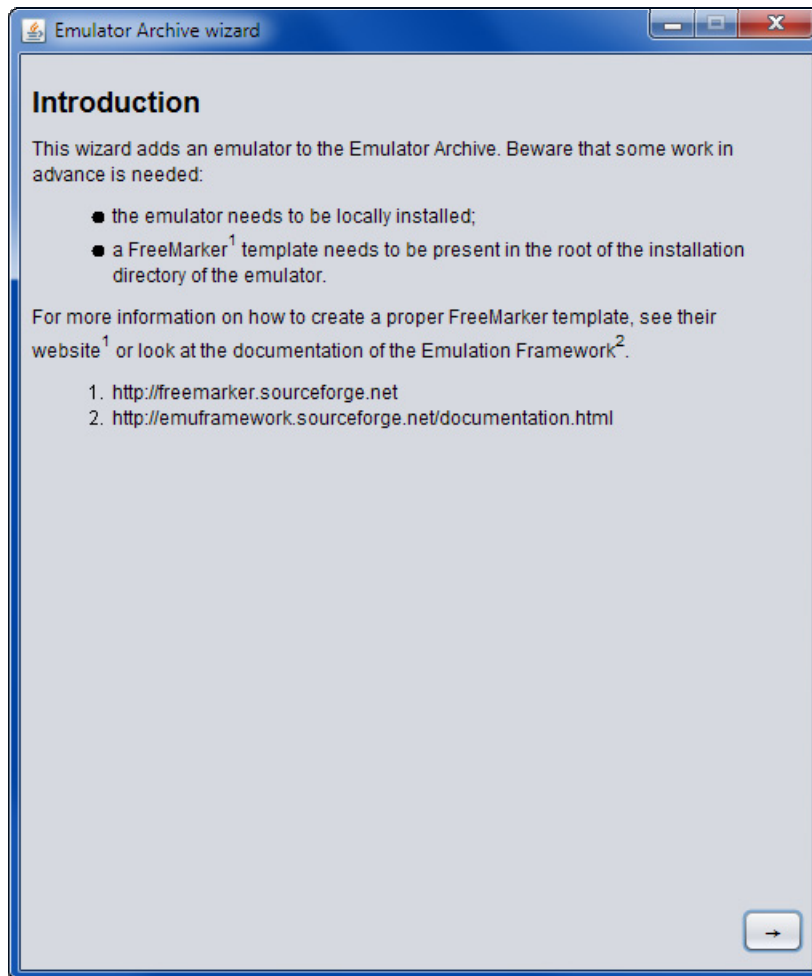 Emulator Archive wizard
Introduction
This wizard adds an emulator to the Emulator Archive. Beware that some work in
advance is needed:
● the emulator needs to be locally installed;
● a FreeMarker¹ template needs to be present in the root of the installation
directory of the emulator.
For more information on how to create a proper FreeMarker template, see their
website¹ or look at the documentation of the Emulation Framework².
1. http://freemarker.sourceforge.net
2. http://emuframework.sourceforge.net/documentation.html
→